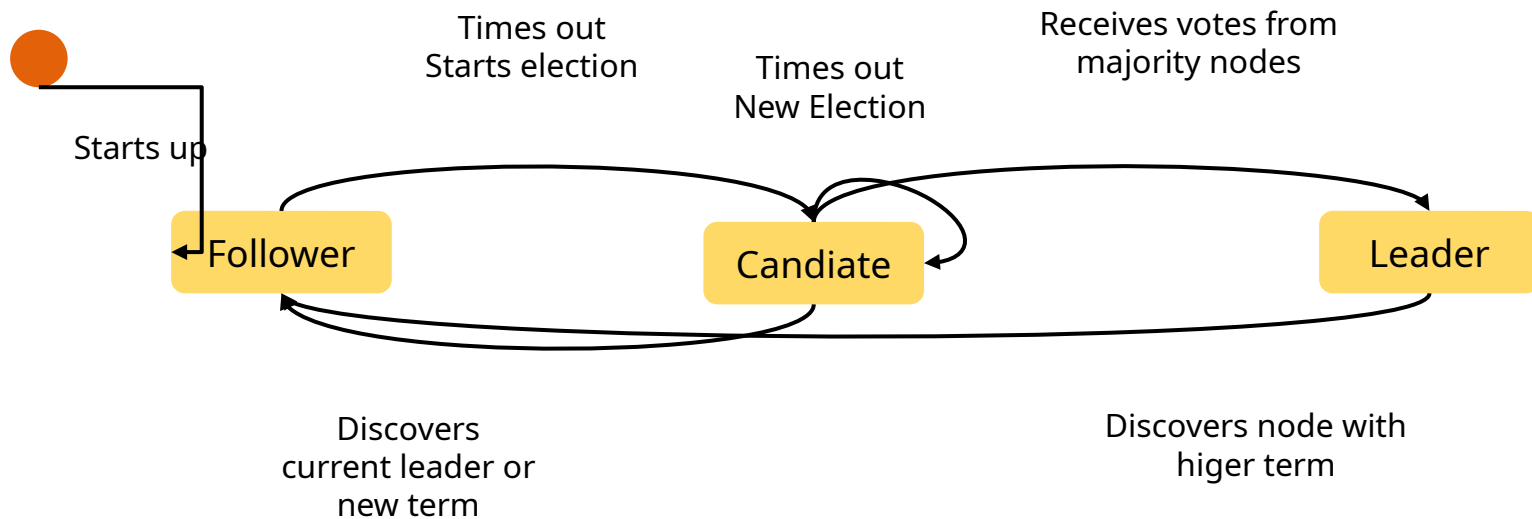 Times out
Starts election
Times out
New Election
Receives votes from
majority nodes
Starts up
Follower
Candiate
Leader
Discovers
current leader or
new term
Discovers node with
higer term